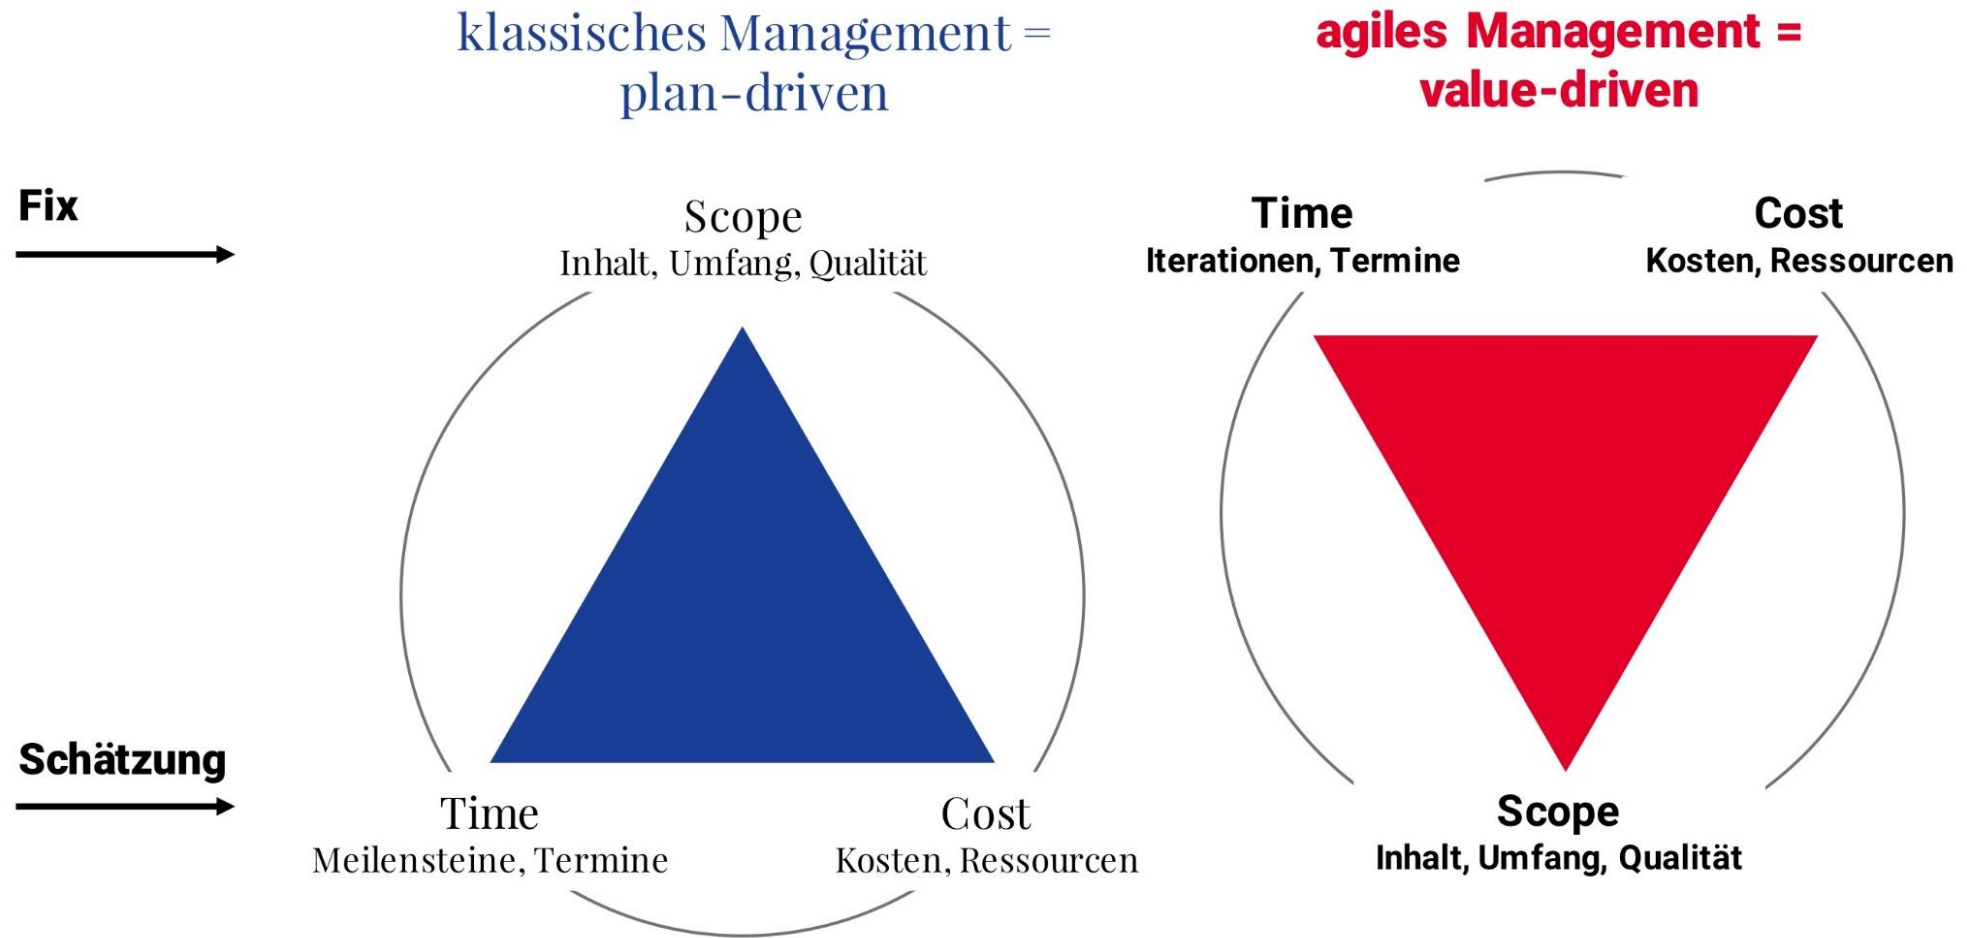 klassisches Management =
plan-driven
agiles Management =
value-driven
Fix
Scope
Inhalt, Umfang, Qualität
Time
Iterationen, Termine
Cost
Kosten, Ressourcen
Schätzung
Time
Meilensteine, Termine
Cost
Kosten, Ressourcen
Scope
Inhalt, Umfang, Qualität